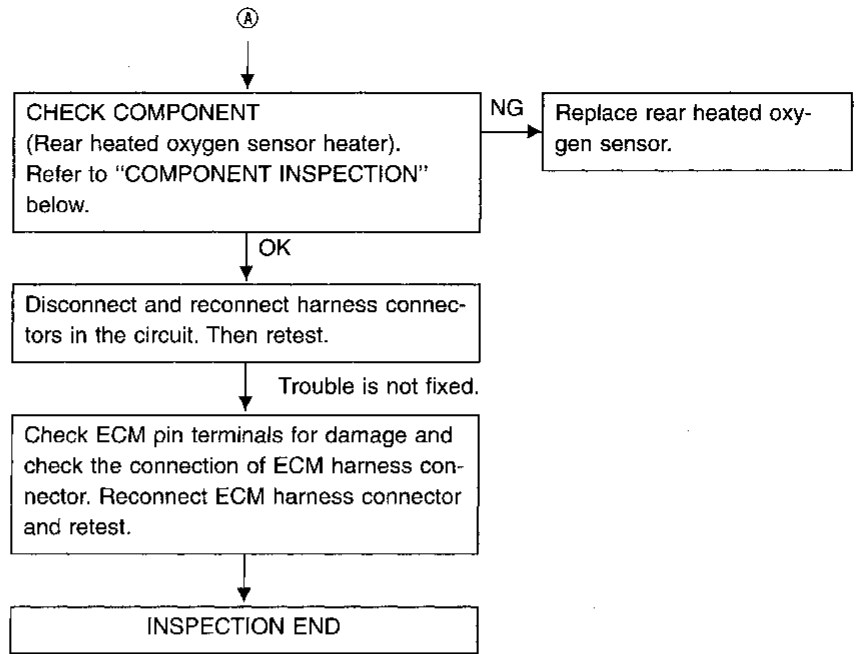 A
CHECK COMPONENT
(Rear heated oxygen sensor heater).
Refer to “COMPONENT INSPECTION”
below.
NG
Replace rear heated oxy-
gen sensor.
OK
Disconnect and reconnect harness connec-
tors in the circuit. Then retest.
Trouble is not fixed.
Check ECM pin terminals for damage and
check the connection of ECM harness con-
nector. Reconnect ECM harness connector
and retest.
INSPECTION END